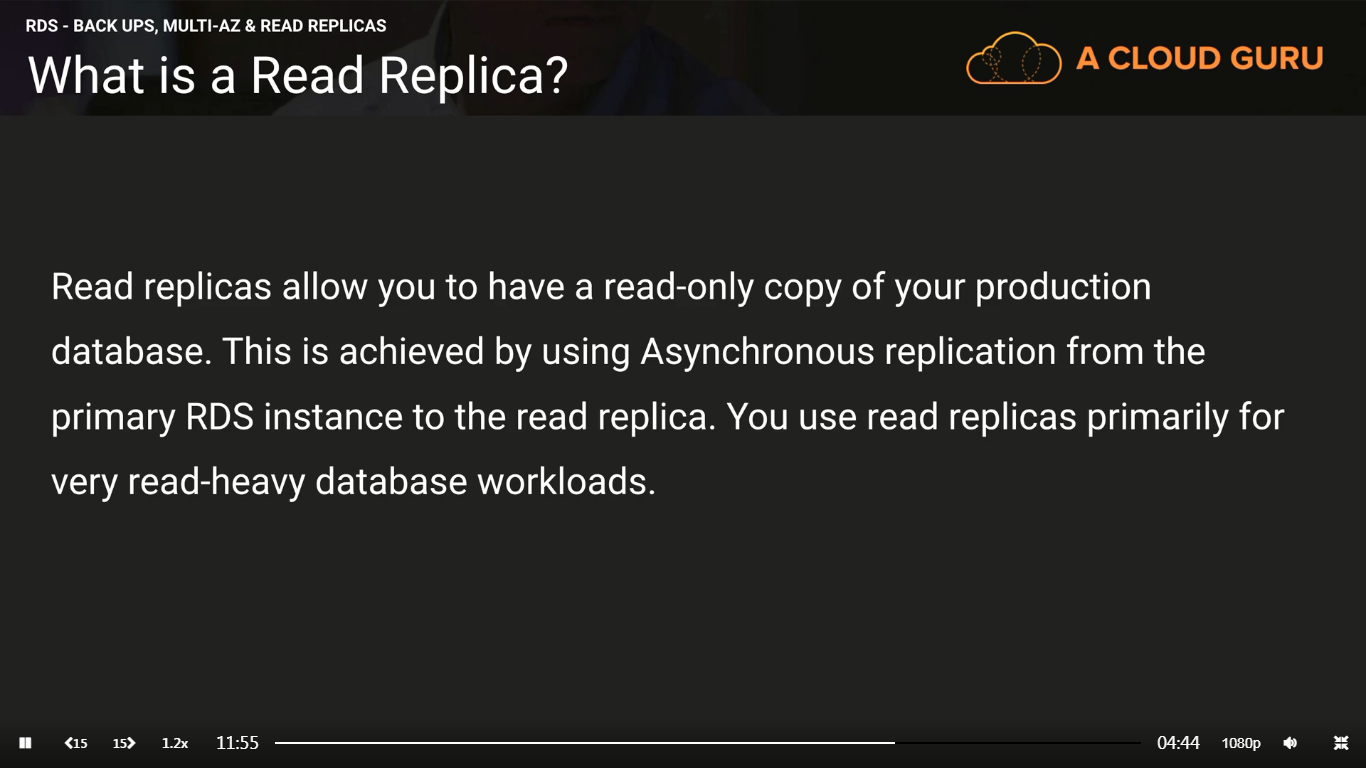 RDS - BACK UPS, MULTI-AZ & READ REPLICAS
What is a Read Replica?
A CLOUD GURU
Read replicas allow you to have a read-only copy of your production
database. This is achieved by using Asynchronous replication from the
primary RDS instance to the read replica. You use read replicas primarily for
very read-heavy database workloads.
15 15 1.2x 11:55 04:44 1080p